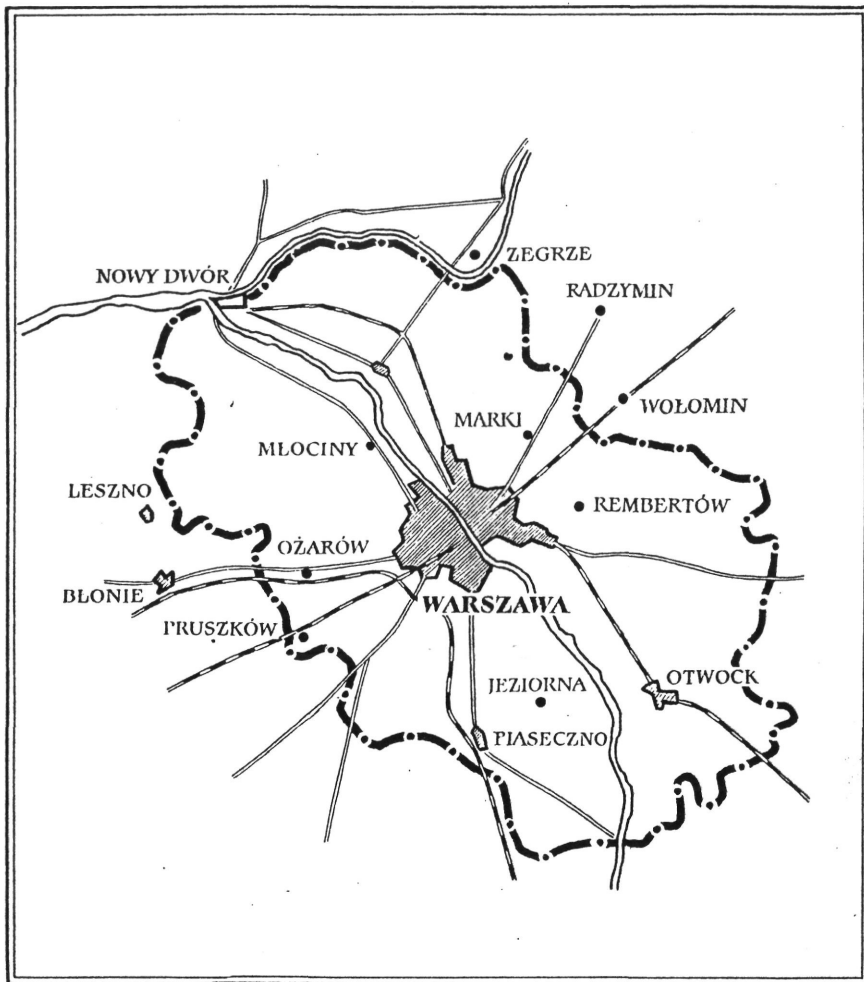 ZEGRZE
NOWY DWÓR
RADZYMIN
WOŁOMIN
MARKI
MŁOCINY
LESZNO
REMBERTÓW
OŻARÓW
BŁONIE
WARSZAWA
PRUSZKÓW
OTWOCK
JEZIORNA
PIASECZNO